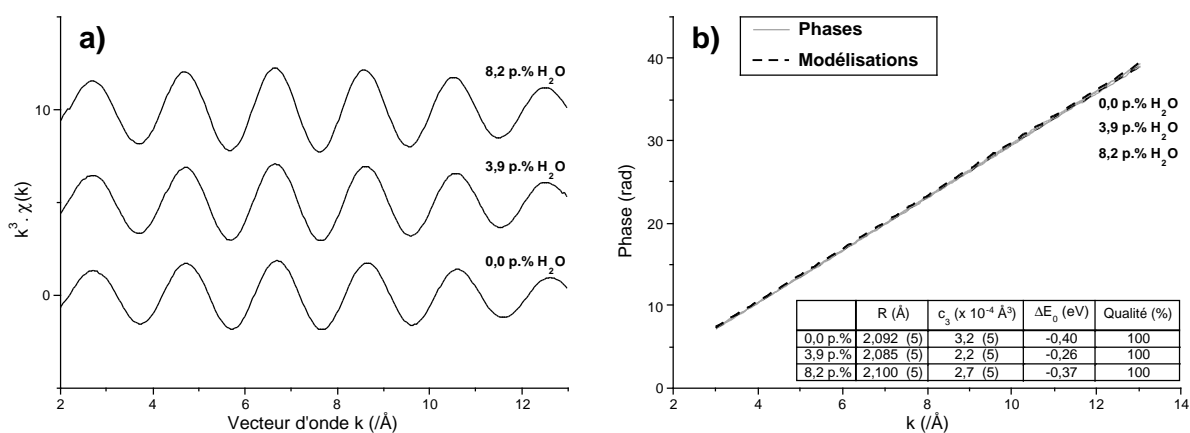 a)
8,2 p.% H2O
10
3,9 p.% H2O
k3. χ(k)
0,0 p.% H2O
0
2 4 6 8 10 12
Vecteur d'onde k (/Å)
b)
Phases
Modélisations
40
0,0 p.% H2O
3,9 p.% H2O
8,2 p.% H2O
30
Phase (rad)
20
10
R (Å) c3 (x 10-4 Å3) ΔE0 (eV) Qualité (%)
0,0 p.% 2,092 (5) 3,2 (5) -0,40 100
3,9 p.% 2,085 (5) 2,2 (5) -0,26 100
8,2 p.% 2,100 (5) 2,7 (5) -0,37 100
0
2 4 6 8 10 12 14
k (/Å)